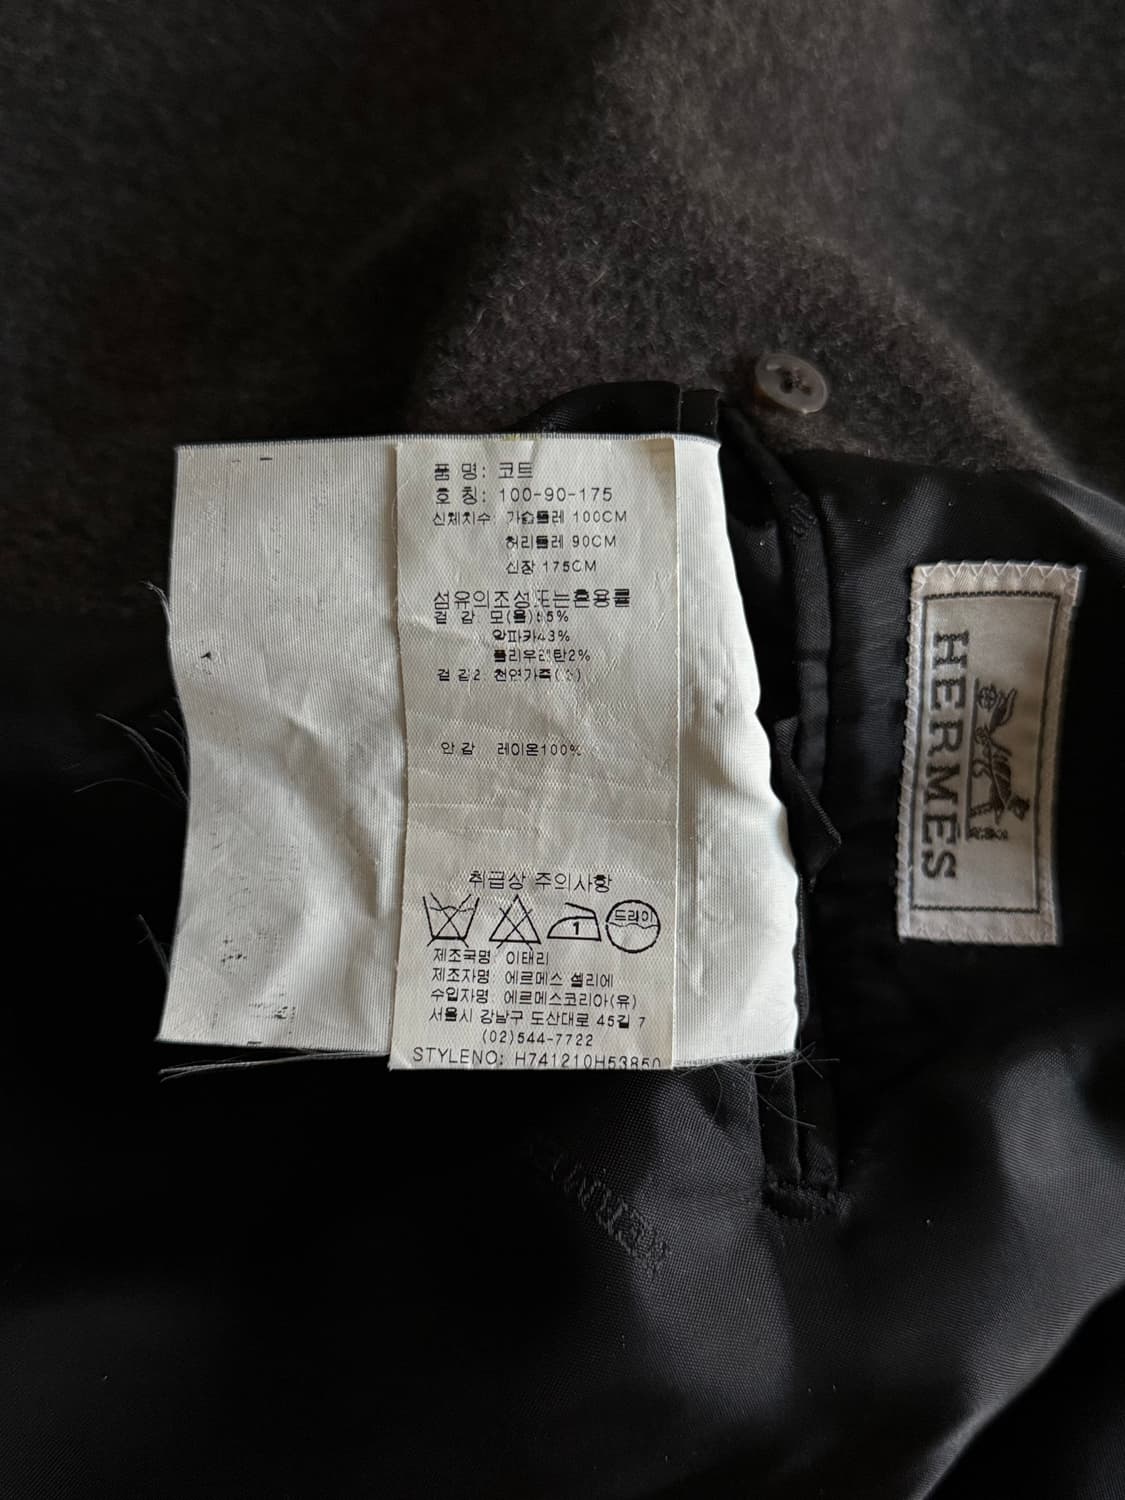 품 명: 코트
호 칭: 100-90-175
신체치수: 가슴둘레 100CM
허리둘레 90CM
신장 175CM
섬유의조성또는혼용률
겉 감 모(울)55%
알파카43%
폴리우레탄2%
겉 감2 천연가죽(소)
안 감 레이온100%
취급상 주의사항
1
드라이
제조국명: 이태리
제조자명: 에르메스 셀리에
수입자명: 에르메스코리아(유)
서울시 강남구 도산대로 45길 7
(02)544-7722
STYLENO: H741210H53850
HERMÈS